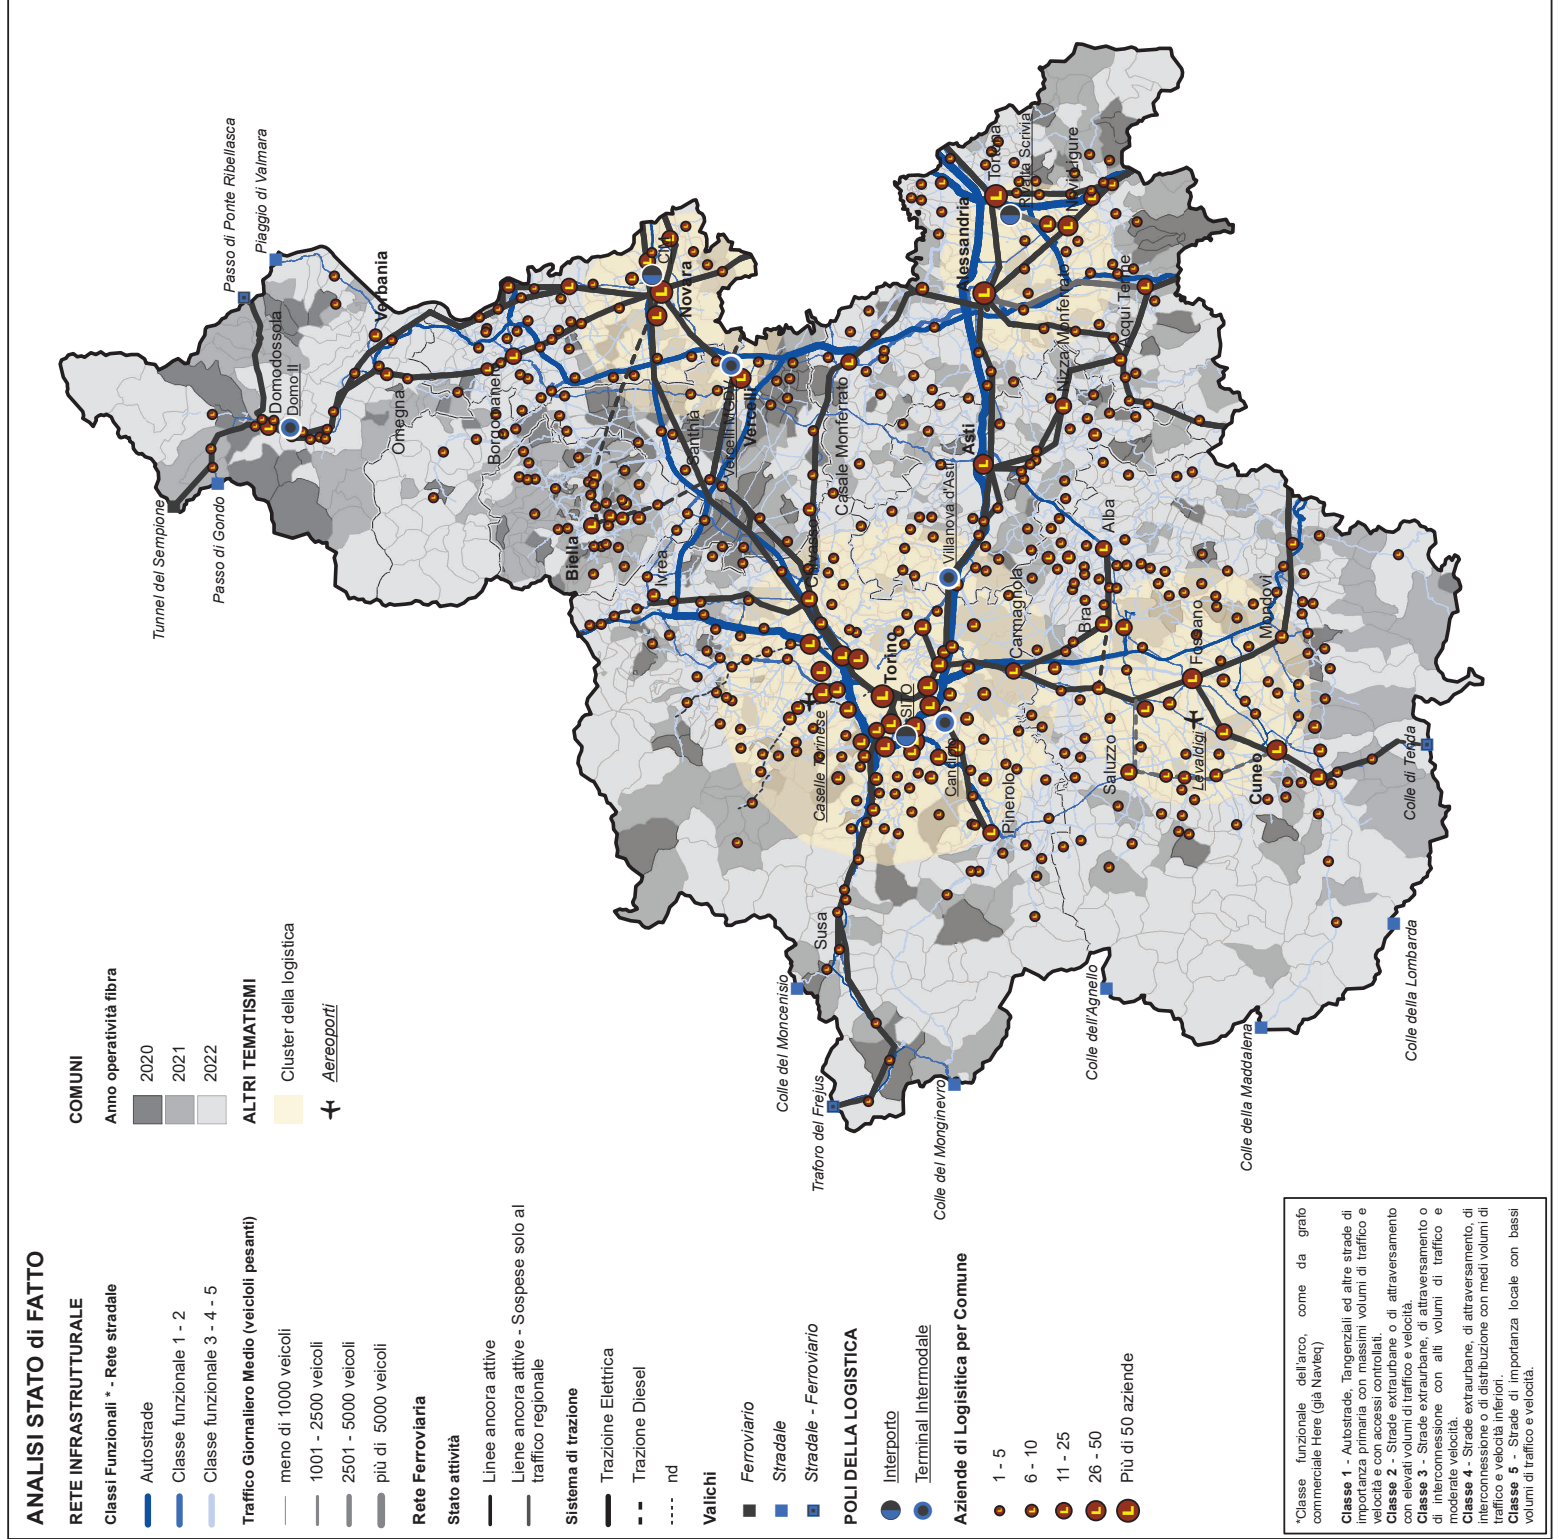 ANALISI STATO di FATTO
RETE INFRASTRUTTURALE
Classi Funzionali * - Rete stradale
Autostrade
Classe funzionale 1 - 2
Classe funzionale 3 - 4 - 5
Traffico Giornaliero Medio (veicloli pesanti)
meno di 1000 veicoli
1001 - 2500 veicoli
2501 - 5000 veicoli
più di 5000 veicoli
Rete Ferroviaria
Stato attività
Linee ancora attive
Liene ancora attive - Sospese solo al
traffico regionale
Sistema di trazione
Trazioine Elettrica
Trazione Diesel
nd
Valichi
Ferroviario
Stradale
Stradale - Ferroviario
POLI DELLA LOGISTICA
Interporto
Terminal Intermodale
Aziende di Logisitica per Comune
1 - 5
6 - 10
11 - 25
26 - 50
Più di 50 aziende
COMUNI
Anno operatività fibra
2020
2021
2022
ALTRI TEMATISMI
Cluster della logistica
Aereoporti
*Classe funzionale dell'arco, come da grafo
commerciale Here (già Navteq)
Classe 1 - Autostrade, Tangenziali ed altre strade di
importanza primaria con massimi volumi di traffico e
velocità e con accessi controllati.
Classe 2 - Strade extraurbane o di attraversamento
con elevati volumi di traffico e velocità.
Classe 3 - Strade extraurbane, di attraversamento o
di interconnessione con alti volumi di traffico e
moderate velocità.
Classe 4 - Strade extraurbane, di attraversamento, di
interconnessione o di distribuzione con medi volumi di
traffico e velocità inferiori.
Classe 5 - Strade di importanza locale con bassi
volumi di traffico e velocità.
Tunnel del Sempione
Passo di Gondo
Passo di Ponte Ribellasca
Piaggio di Valmara
Domodossola
Domo II
Verbania
Omegna
Borgomanero
Biella
Ivrea
Santhià
Novara
CIM
Vercelli MGDV
Vercelli
Casale Monferrato
Chivasso
Torino
SITO
Caselle Torinese
Candiolo
Susa
Pinerolo
Villanova d'Asti
Asti
Alessandria
Tortona
Rivalta Scrivia
Novi Ligure
Nizza Monferrato
Acqui Terme
Carmagnola
Bra
Alba
Saluzzo
Levaldigi
Fossano
Mondovì
Cuneo
Colle di Tenda
Colle del Moncenisio
Traforo del Frejus
Colle del Monginevro
Colle dell'Agnello
Colle della Maddalena
Colle della Lombarda